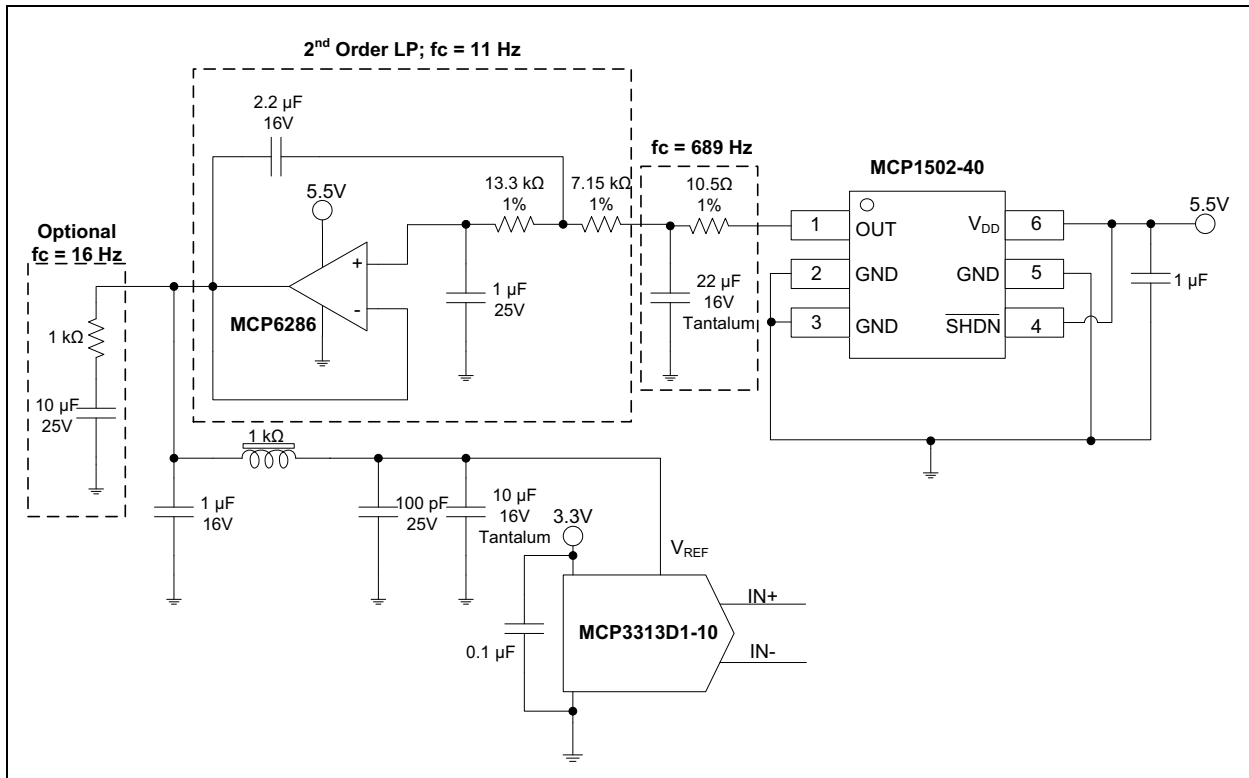 2nd Order LP; fc = 11 Hz
2.2 µF
16V
fc = 689 Hz
MCP1502-40
13.3 kΩ
1%
7.15 kΩ
1%
10.5Ω
1%
5.5V
5.5V
Optional
fc = 16 Hz
1
OUT
VDD
6
2
GND
GND
5
3
GND
SHDN
4
1 µF
+
-
MCP6286
1 µF
25V
22 µF
16V
Tantalum
1 kΩ
10 µF
25V
1 kΩ
1 µF
16V
100 pF
25V
10 µF
16V
Tantalum
3.3V
VREF
0.1 µF
MCP3313D1-10
IN+
IN-